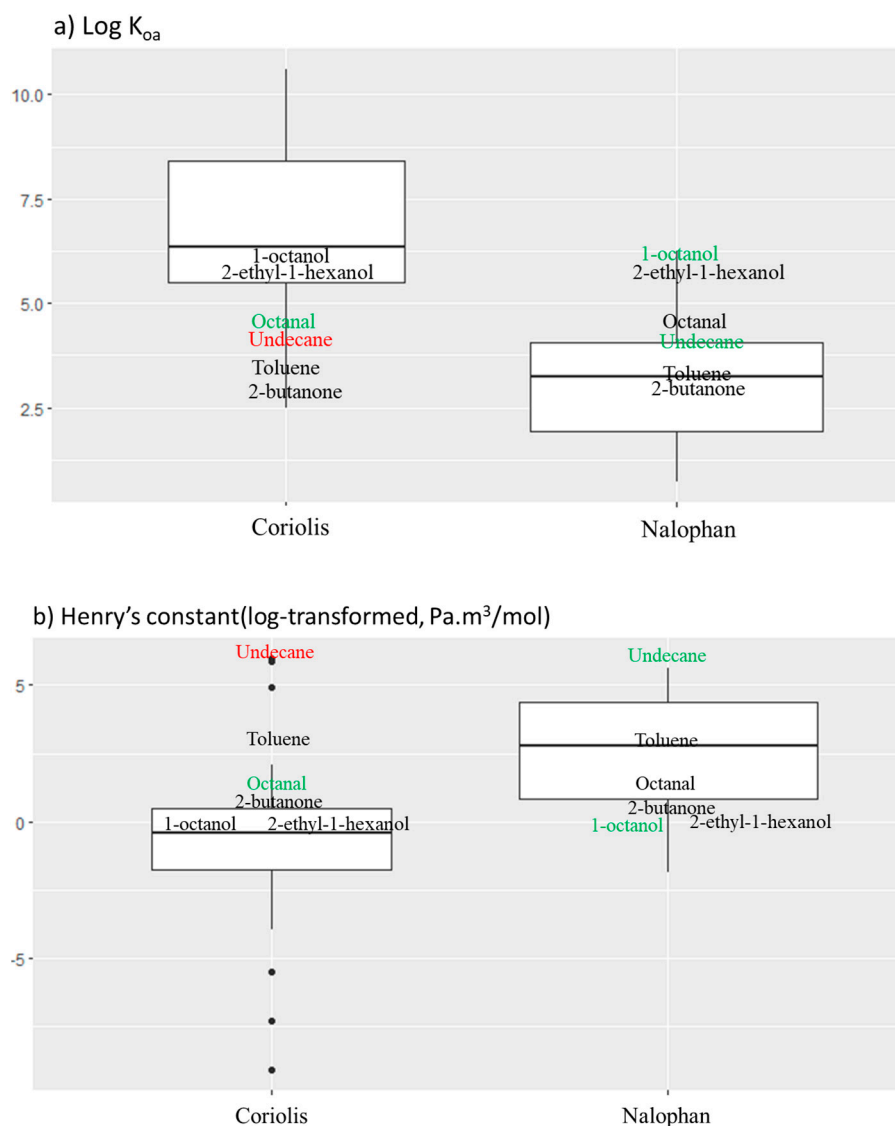 a) Log Koa
10.0
7.5
5.0
2.5
1-octanol
2-ethyl-1-hexanol
Octanal
Undecane
Toluene
2-butanone
1-octanol
2-ethyl-1-hexanol
Octanal
Undecane
Toluene
2-butanone
Coriolis
Nalophan
b) Henry's constant(log-transformed, Pa.m³/mol)
5
0
-5
Undecane
Toluene
Octanal
2-butanone
1-octanol
2-ethyl-1-hexanol
Undecane
Toluene
Octanal
2-butanone
1-octanol
2-ethyl-1-hexanol
Coriolis
Nalophan